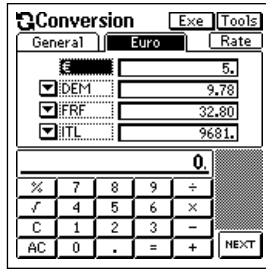 Conversion Exe Tools
General Euro Rate
€ 5.
DEM 9.78
FRF 32.80
ITL 9681.
0.
% 7 8 9 ÷
√ 4 5 6 ×
C 1 2 3 −
AC 0 . = + NEXT